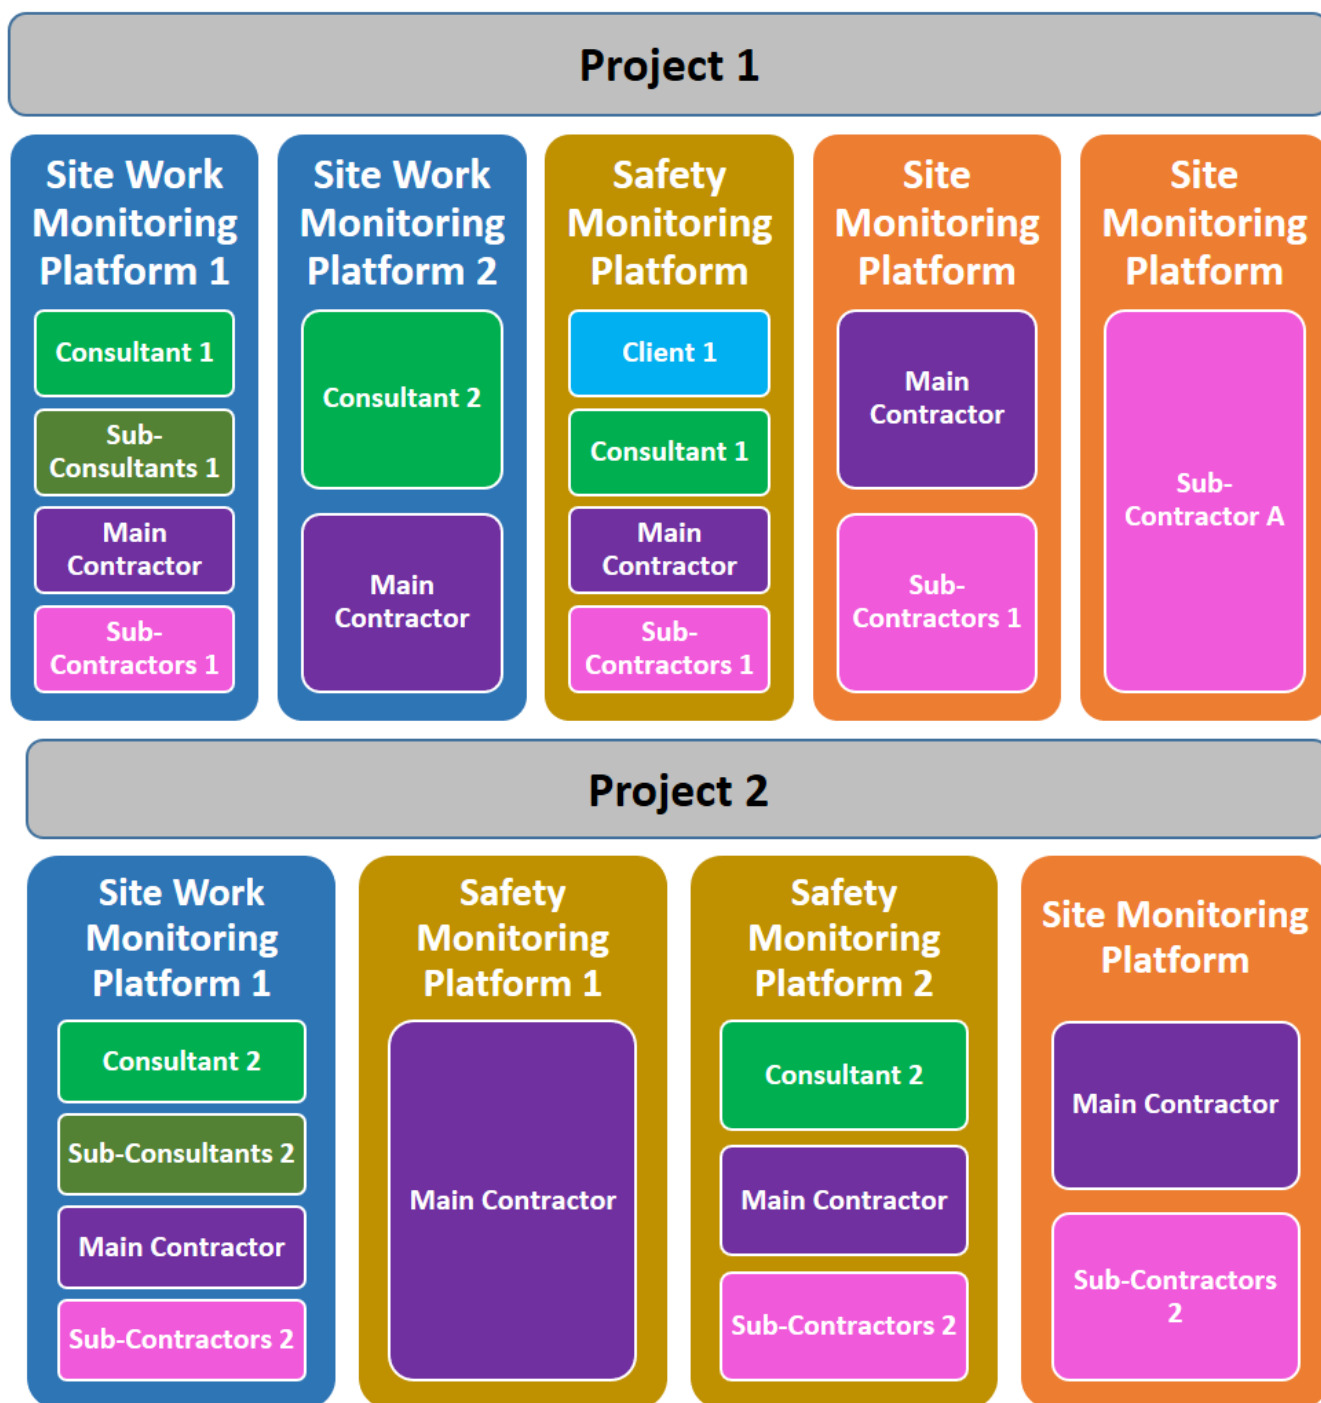 Project 1
Site Work
Monitoring
Platform 1
Consultant 1
Sub-
Consultants 1
Main
Contractor
Sub-
Contractors 1
Site Work
Monitoring
Platform 2
Consultant 2
Main
Contractor
Safety
Monitoring
Platform
Client 1
Consultant 1
Main
Contractor
Sub-
Contractors 1
Site
Monitoring
Platform
Main
Contractor
Sub-
Contractors 1
Site
Monitoring
Platform
Sub-
Contractor A
Project 2
Site Work
Monitoring
Platform 1
Consultant 2
Sub-Consultants 2
Main Contractor
Sub-Contractors 2
Safety
Monitoring
Platform 1
Main Contractor
Safety
Monitoring
Platform 2
Consultant 2
Main Contractor
Sub-Contractors 2
Site Monitoring
Platform
Main Contractor
Sub-Contractors
2